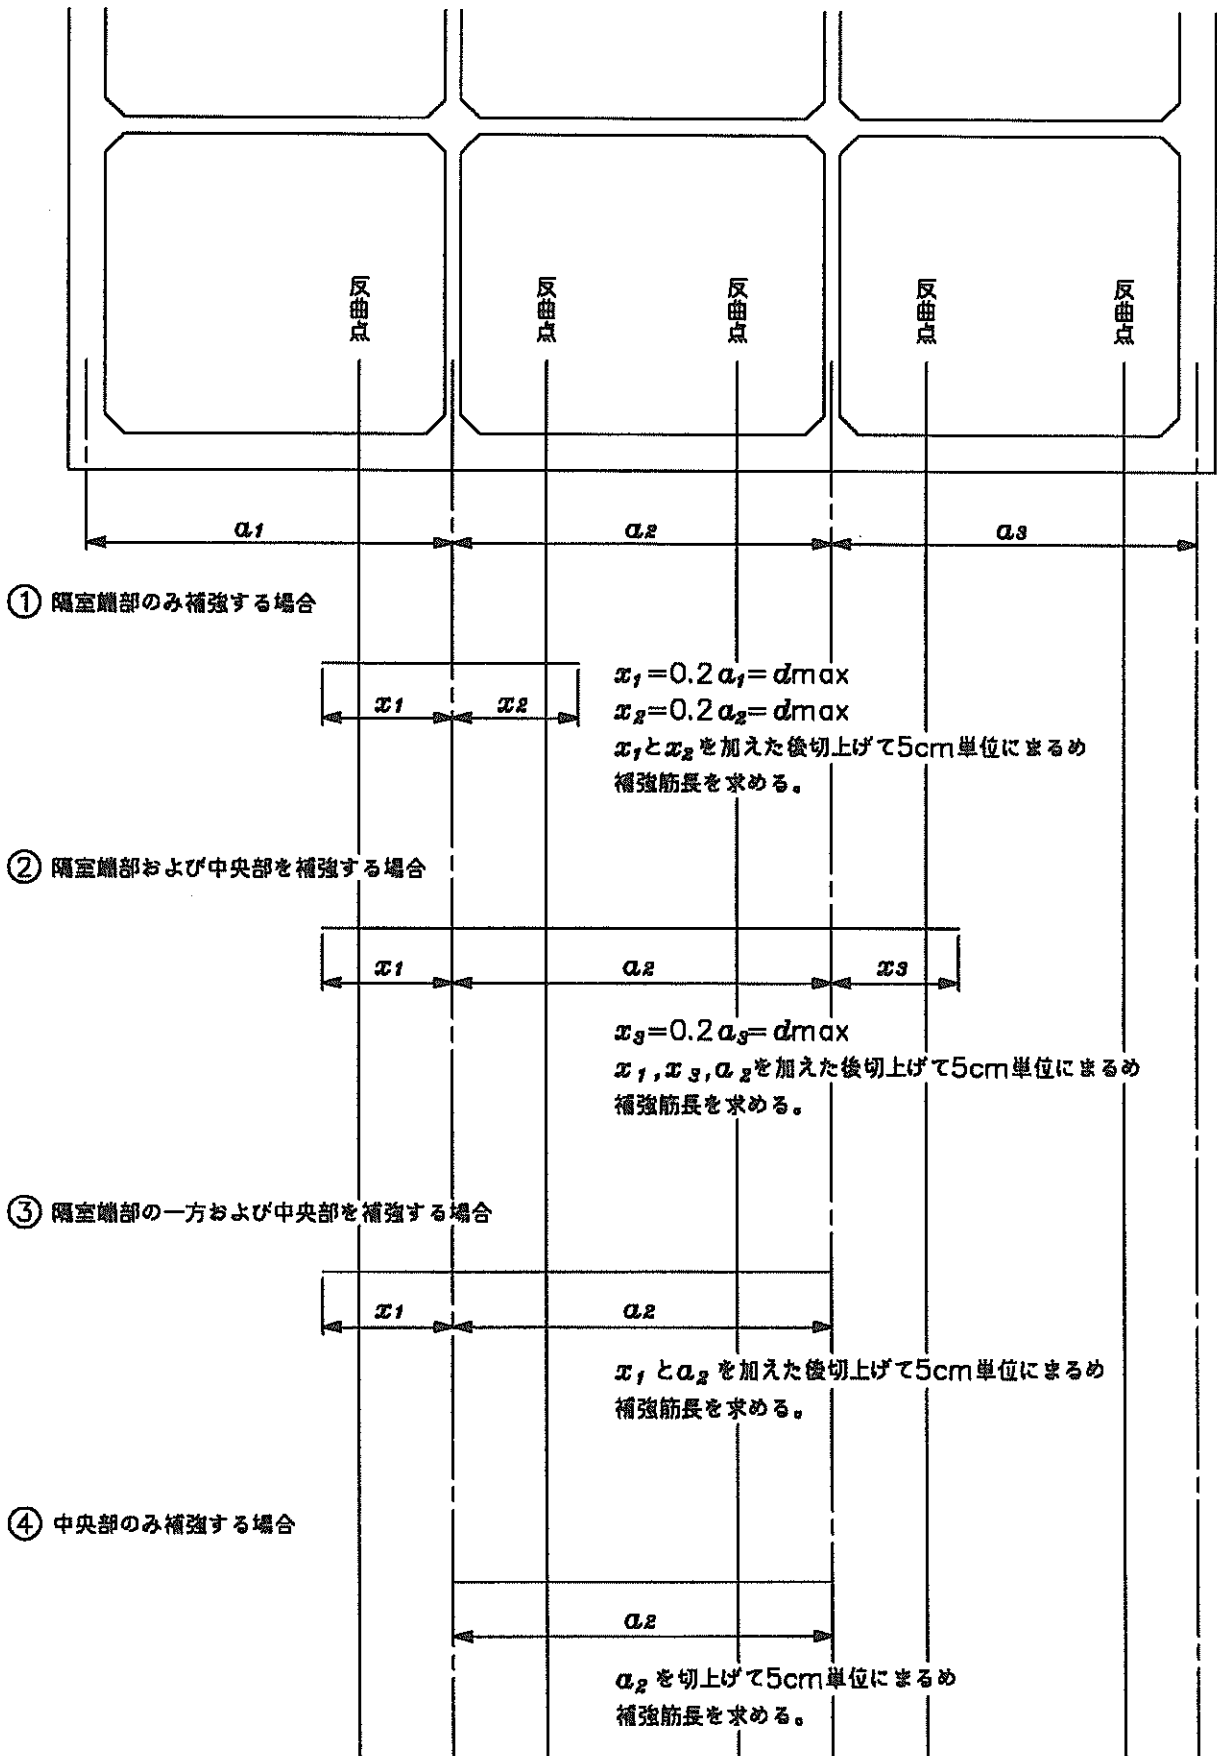 反曲点
反曲点
反曲点
反曲点
反曲点
a1
a2
a3
① 隔室端部のみ補強する場合
x1
x2
x₁=0.2a₁=dmax
x₂=0.2a₂=dmax
x₁とx₂を加えた後切上げて5cm単位にまるめ
補強筋長を求める。
② 隔室端部および中央部を補強する場合
x1
a2
x3
x₃=0.2a₃=dmax
x₁,x₃,a₂を加えた後切上げて5cm単位にまるめ
補強筋長を求める。
③ 隔室端部の一方および中央部を補強する場合
x1
a2
x₁とa₂を加えた後切上げて5cm単位にまるめ
補強筋長を求める。
④ 中央部のみ補強する場合
a2
a₂を切上げて5cm単位にまるめ
補強筋長を求める。